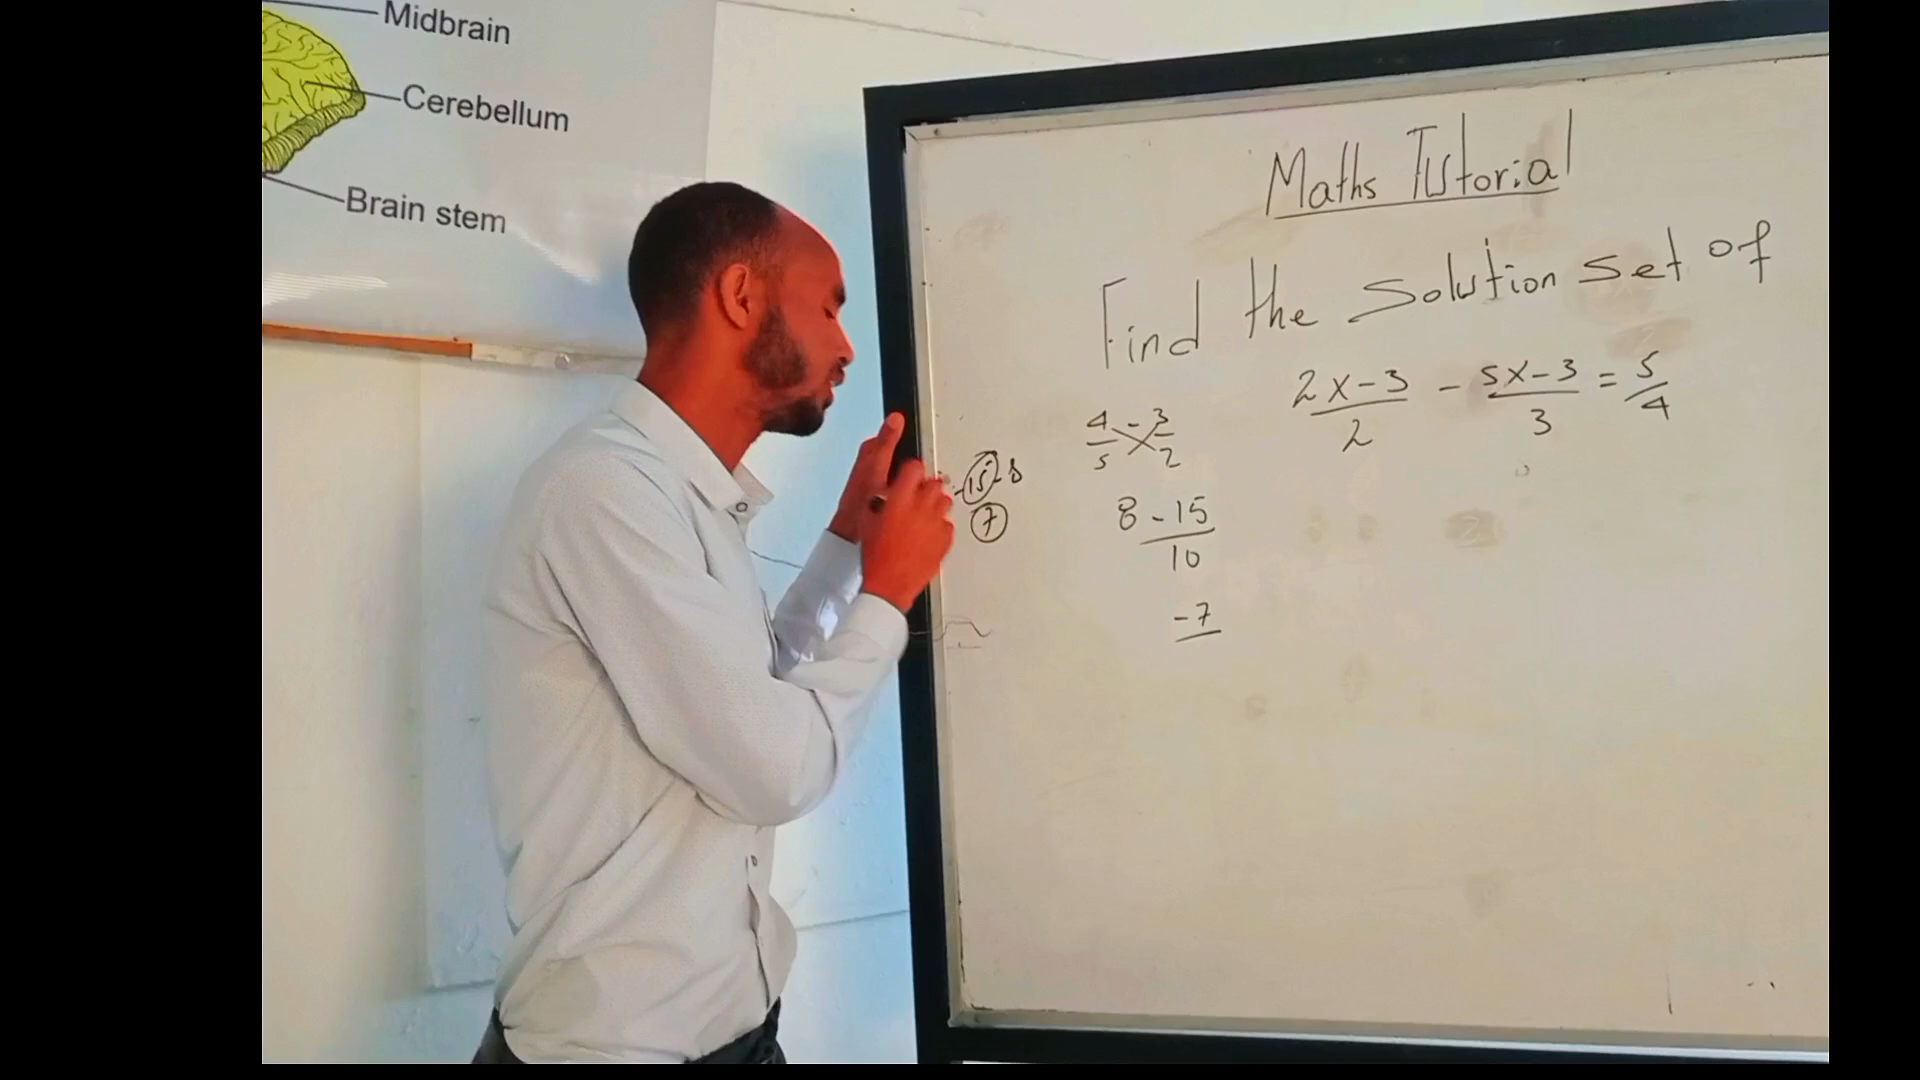 Midbrain
Cerebellum
Brain stem
Maths Tutorial
Find the Solution set of
2x-3/2 - 5x-3/3 = 5/4
4/5 - 3/2
-15-8
7
8-15
10
-7